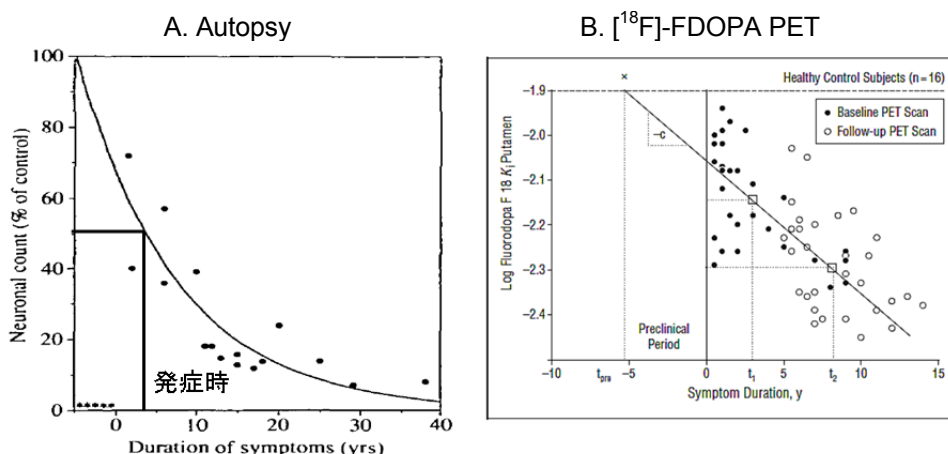 A. Autopsy
B. [¹⁸F]-FDOPA PET
Neuronal count (% of control)
100
80
60
40
20
0
発症時
0
10
20
30
40
Duration of symptoms (yrs)
Healthy Control Subjects (n=16)
×
Baseline PET Scan
Follow-up PET Scan
Log Fluorodopa F 18 Kᵢ Putamen
−1.9
−2.0
−2.1
−2.2
−2.3
−2.4
−c
Preclinical
Period
−10
tpre
−5
0
t₁
5
t₂
10
15
Symptom Duration, y